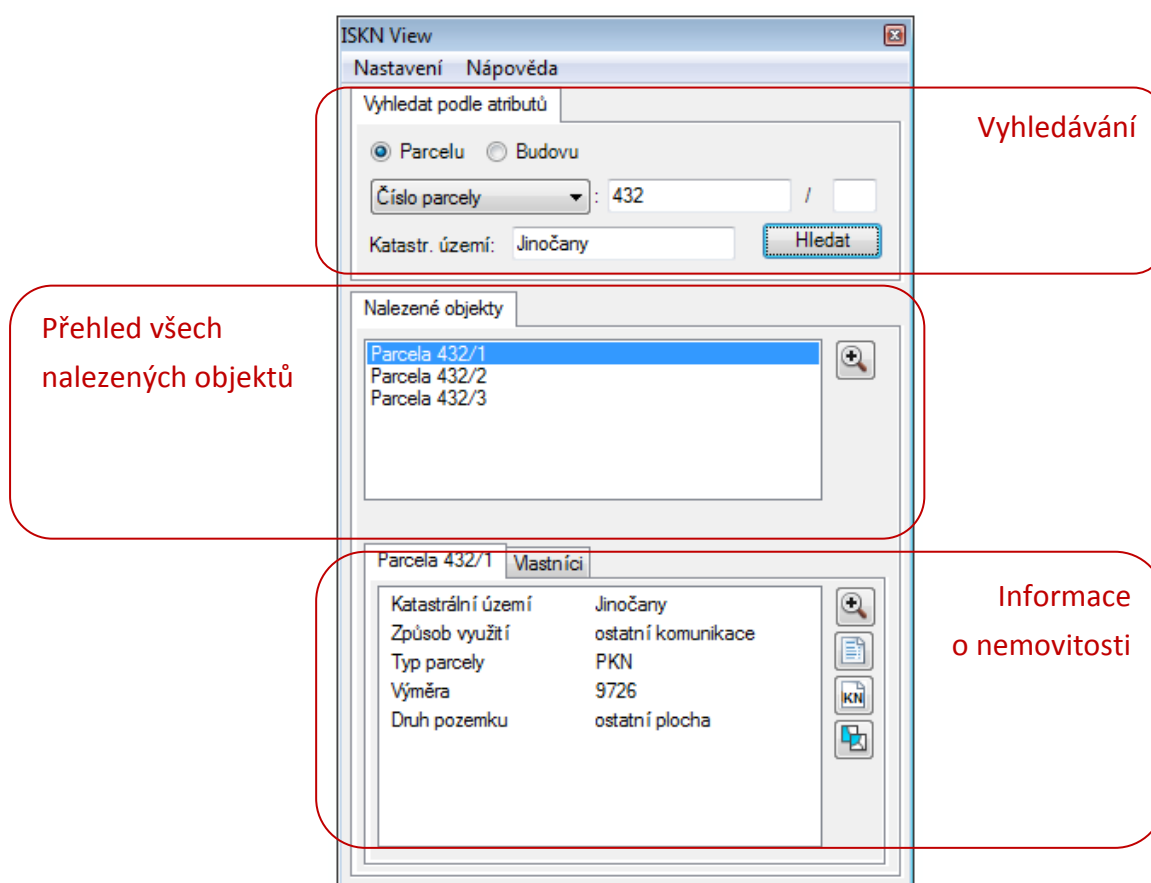 ISKN View
Nastavení Nápověda
Vyhledat podle atributů
Vyhledávání
Parcelu Budovu
Číslo parcely : 432 /
Katastr. území: Jinočany Hledat
Nalezené objekty
Přehled všech
nalezených objektů
Parcela 432/1
Parcela 432/2
Parcela 432/3
Parcela 432/1 Vlastníci
Informace
o nemovitosti
Katastrální území Jinočany
Způsob využití ostatní komunikace
Typ parcely PKN
Výměra 9726
Druh pozemku ostatní plocha
KN